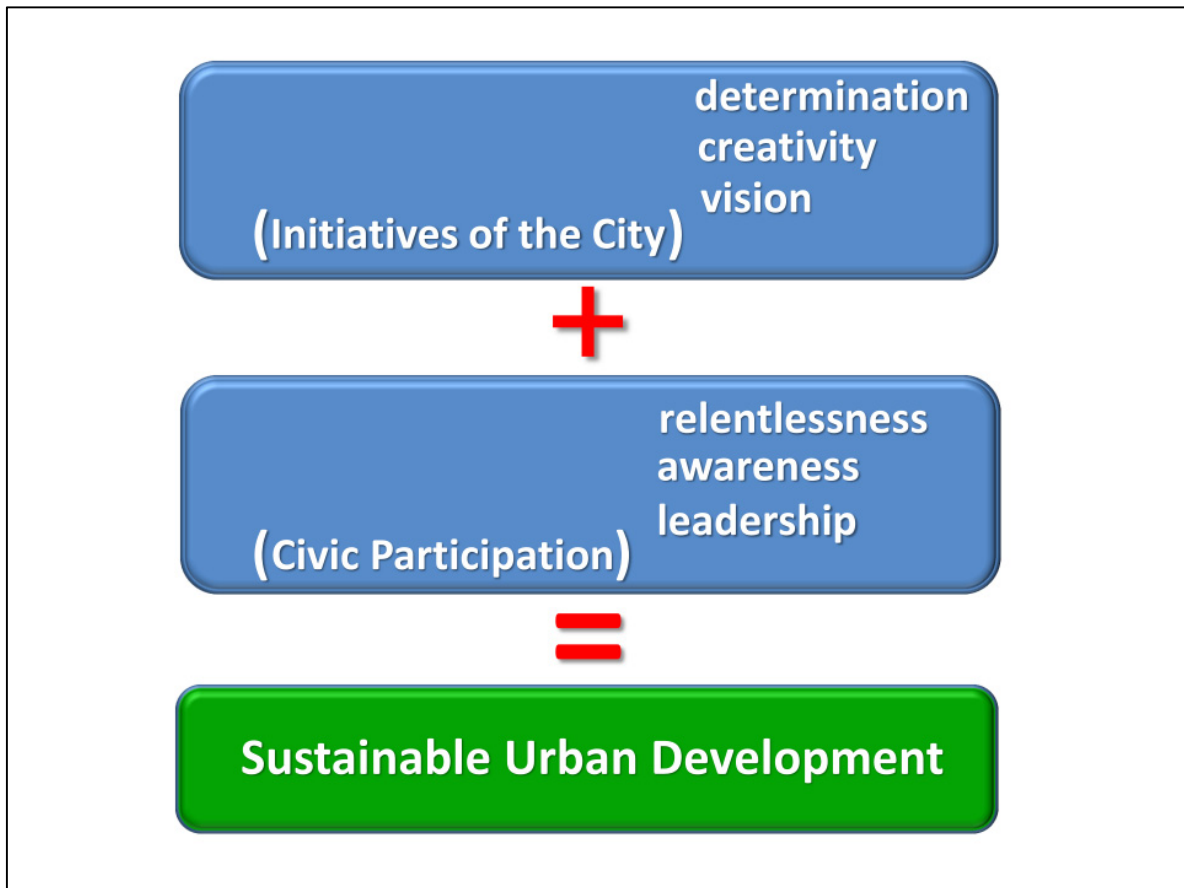 determination
creativity
vision
(Initiatives of the City)
+
relentlessness
awareness
leadership
(Civic Participation)
=
Sustainable Urban Development